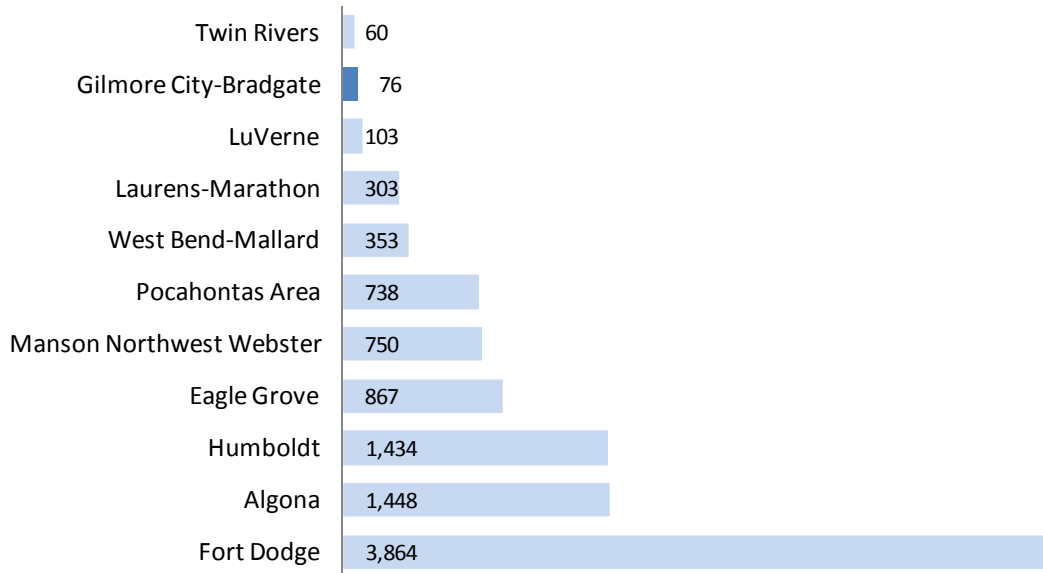 Twin Rivers 60
Gilmore City-Bradgate 76
LuVerne 103
Laurens-Marathon 303
West Bend-Mallard 353
Pocahontas Area 738
Manson Northwest Webster 750
Eagle Grove 867
Humboldt 1,434
Algona 1,448
Fort Dodge 3,864